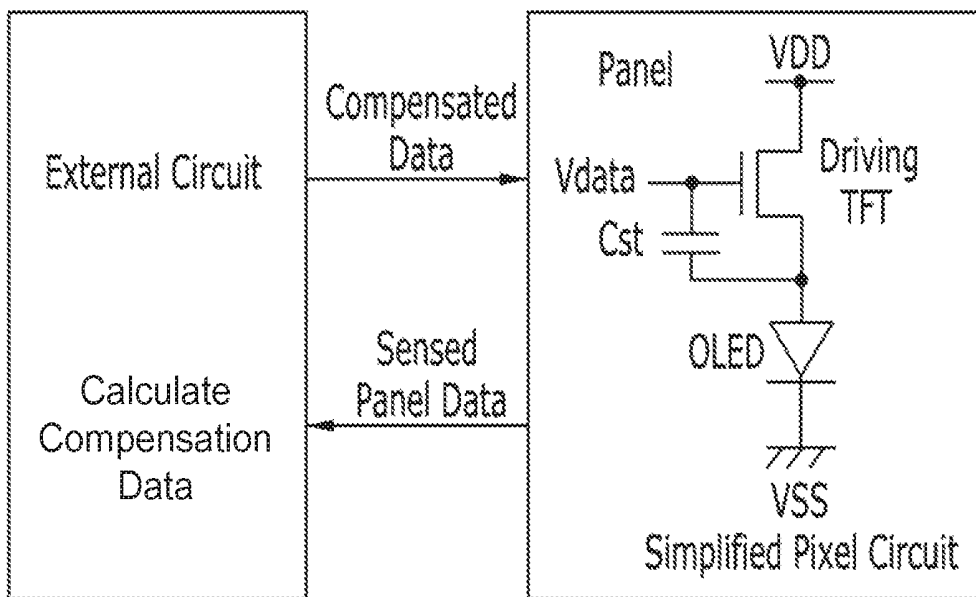 External Circuit
Calculate
Compensation
Data
Compensated
Data
Sensed
Panel Data
Panel
VDD
Vdata
Driving
TFT
Cst
OLED
VSS
Simplified Pixel Circuit